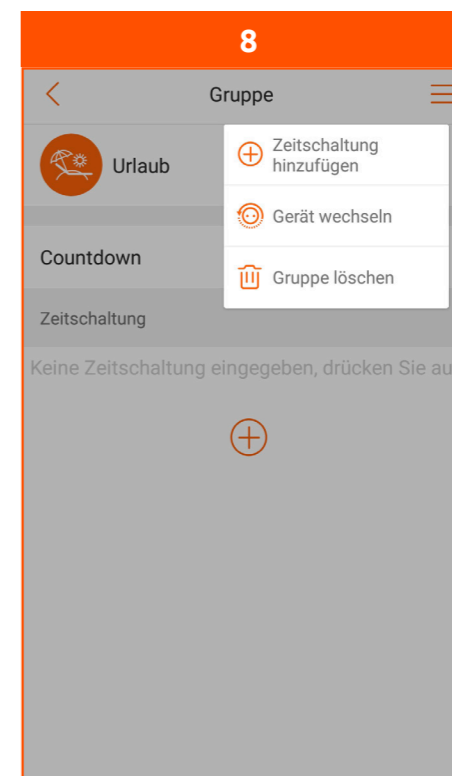 8
Gruppe
Urlaub
Zeitschaltung
hinzufügen
Gerät wechseln
Countdown
Gruppe löschen
Zeitschaltung
Keine Zeitschaltung eingegeben, drücken Sie au